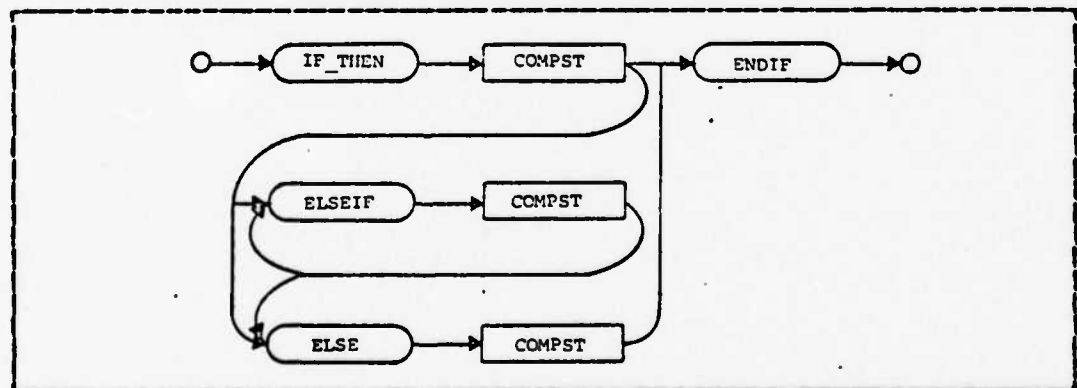 IF_THEN COMPST ENDIF
ELSEIF COMPST
ELSE COMPST